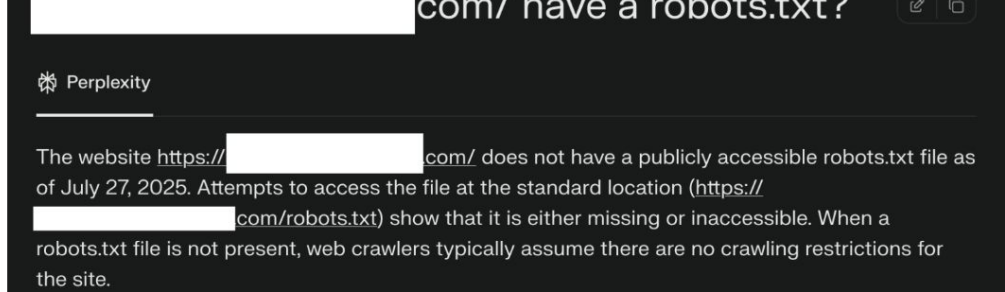 com/ have a robots.txt?
Perplexity
The website https:// .com/ does not have a publicly accessible robots.txt file as
of July 27, 2025. Attempts to access the file at the standard location (https://
com/robots.txt) show that it is either missing or inaccessible. When a
robots.txt file is not present, web crawlers typically assume there are no crawling restrictions for
the site.